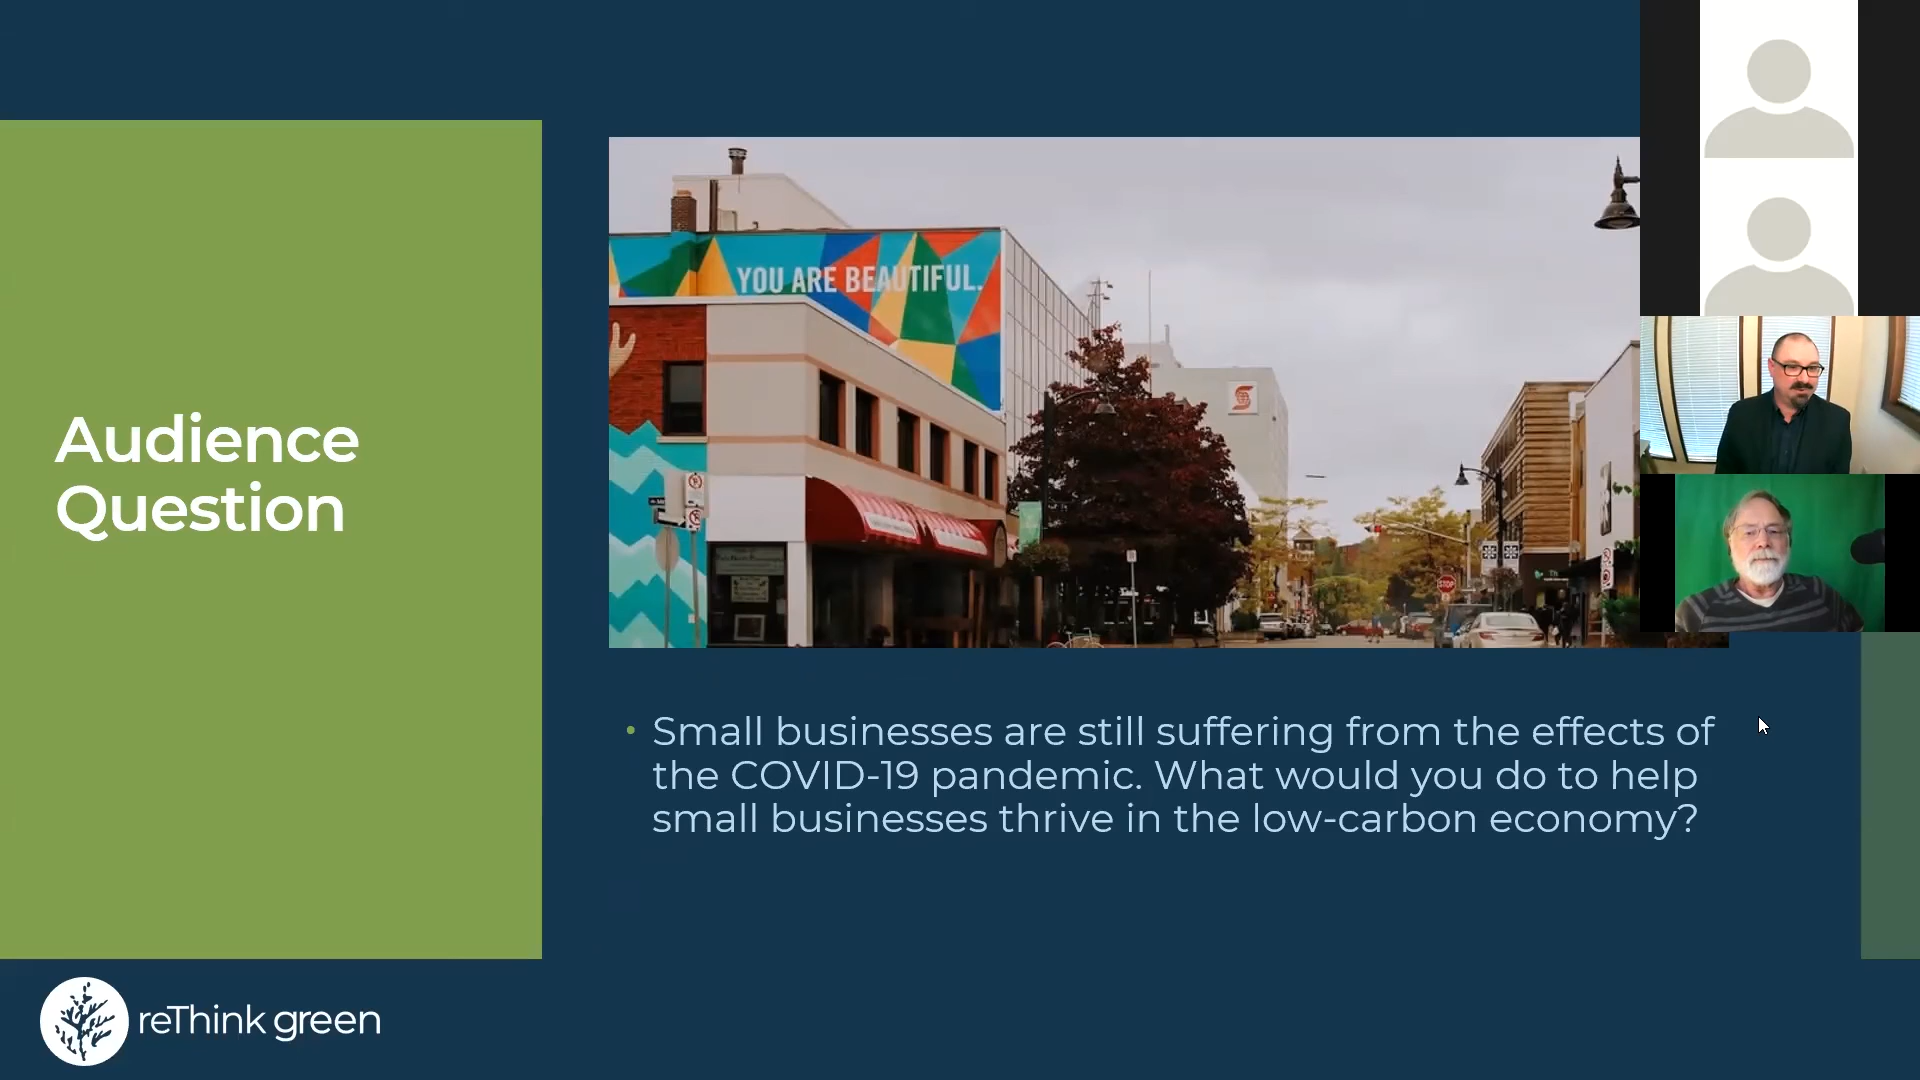 Audience
Question
YOU ARE BEAUTIFUL.
STOP
Small businesses are still suffering from the effects of
the COVID-19 pandemic. What would you do to help
small businesses thrive in the low-carbon economy?
reThink green